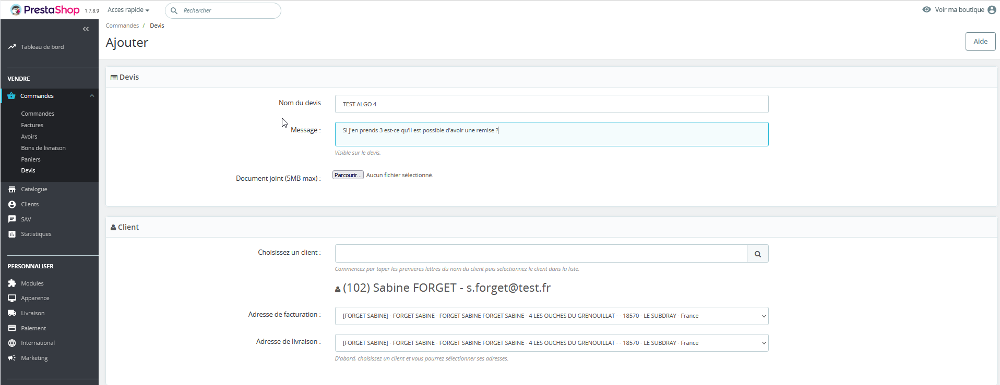 PrestaShop 1.7.8.9 Accès rapide Rechercher Voir ma boutique
Commandes / Devis
Ajouter
Aide
Tableau de bord
VENDRE
Commandes
Commandes
Factures
Avoirs
Bons de livraison
Paniers
Devis
Catalogue
Clients
SAV
Statistiques
PERSONNALISER
Modules
Apparence
Livraison
Paiement
International
Marketing
Devis
Nom du devis TEST ALGO 4
Message : Si j'en prends 3 est-ce qu'il est possible d'avoir une remise ?
Visible sur le devis.
Document joint (5MB max) : Parcourir... Aucun fichier sélectionné.
Client
Choisissez un client :
Commencez par taper les premières lettres du nom du client puis sélectionnez le client dans la liste.
(102) Sabine FORGET - s.forget@test.fr
Adresse de facturation : [FORGET SABINE] - FORGET SABINE - FORGET SABINE FORGET SABINE - 4 LES OUCHES DU GRENOUILLAT - - 18570 - LE SUBDRAY - France
Adresse de livraison : [FORGET SABINE] - FORGET SABINE - FORGET SABINE FORGET SABINE - 4 LES OUCHES DU GRENOUILLAT - - 18570 - LE SUBDRAY - France
D'abord, choisissez un client et vous pourrez sélectionner ses adresses.